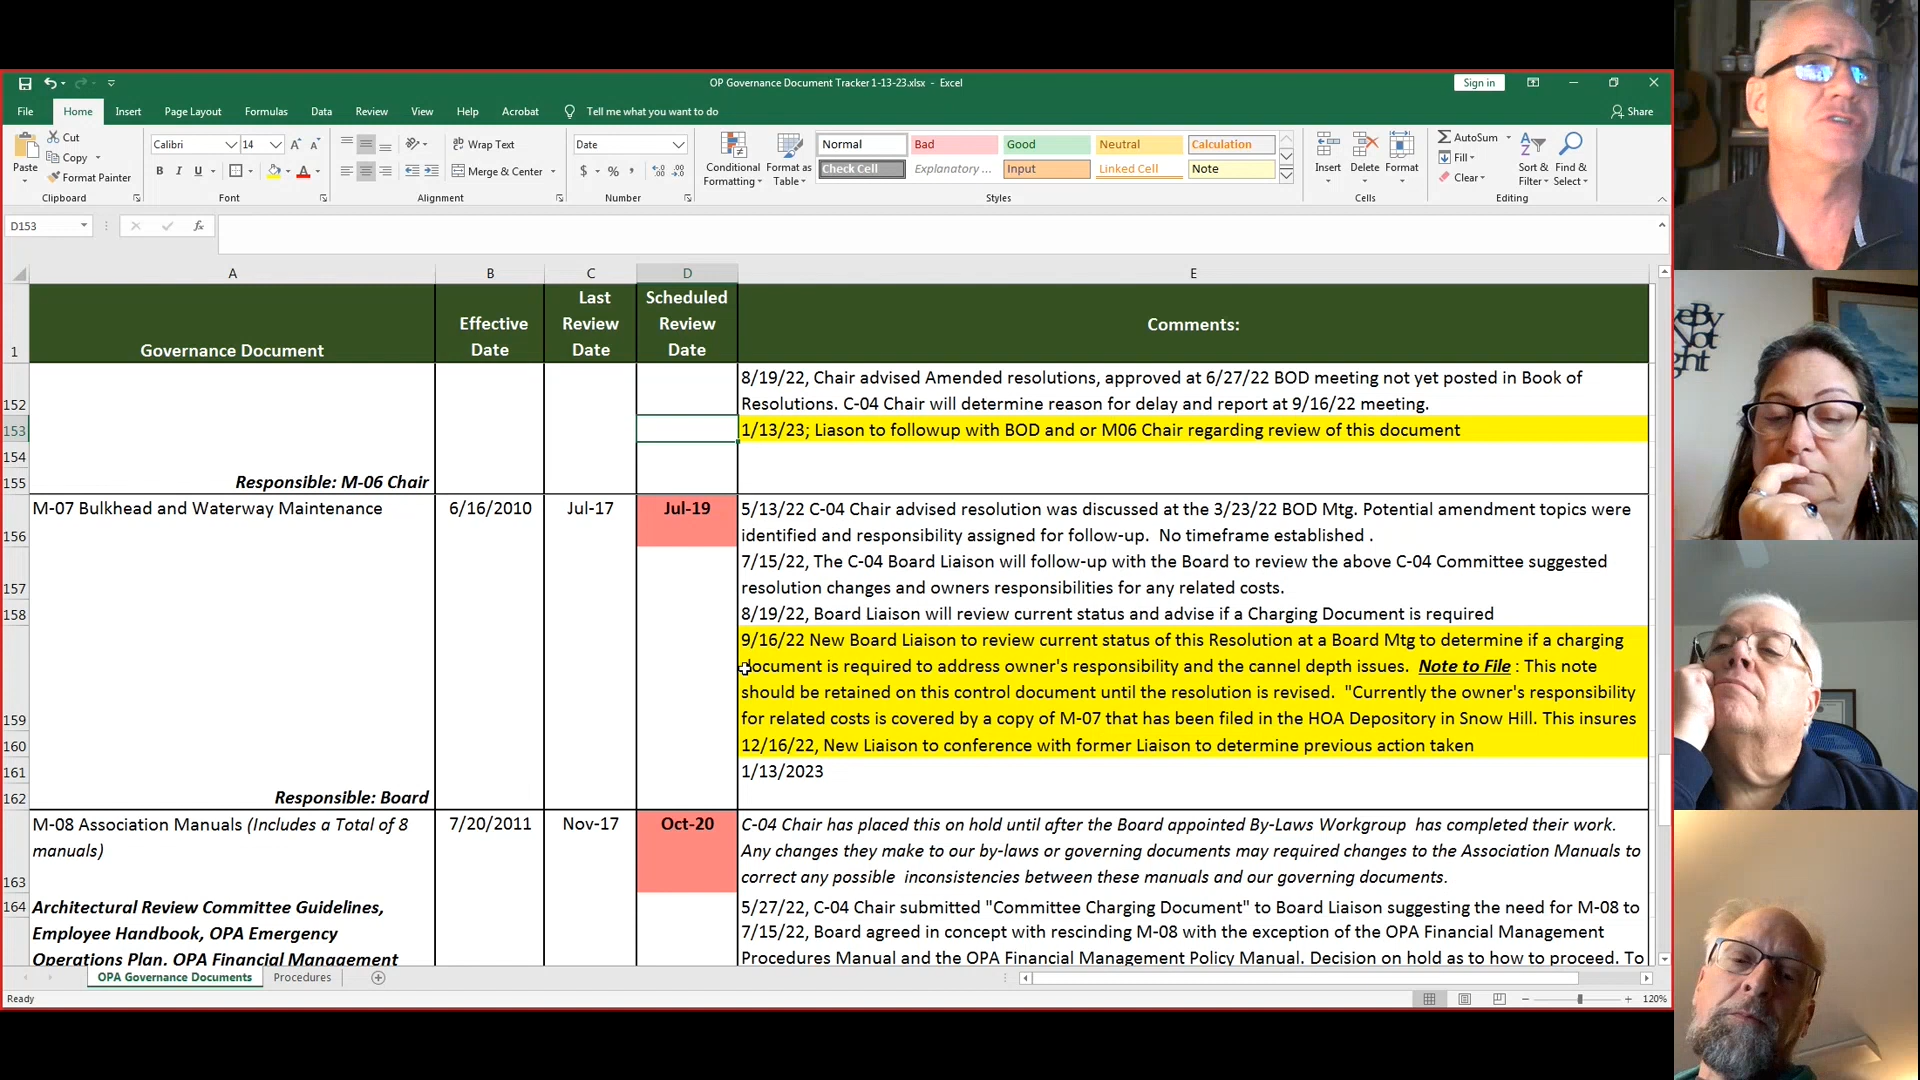 OP Governance Document Tracker 1-13-23.xlsx - Excel
Sign in
File Home Insert Page Layout Formulas Data Review View Help Acrobat Tell me what you want to do Share
Paste
Cut
Copy
Format Painter
Clipboard
Calibri 14
B I U
Font
Wrap Text
Merge & Center
Alignment
Date
$ % ,
Number
Conditional
Formatting
Format as
Table
Normal Bad Good Neutral Calculation
Check Cell Explanatory ... Input Linked Cell Note
Styles
Insert Delete Format
Cells
AutoSum
Fill
Clear
Sort &
Filter
Find &
Select
Editing
D153
fx
A B C D E
1
Governance Document
Effective
Date
Last
Review
Date
Scheduled
Review
Date
Comments:
152
8/19/22, Chair advised Amended resolutions, approved at 6/27/22 BOD meeting not yet posted in Book of
Resolutions. C-04 Chair will determine reason for delay and report at 9/16/22 meeting.
153
1/13/23; Liason to followup with BOD and or M06 Chair regarding review of this document
154
155
Responsible: M-06 Chair
M-07 Bulkhead and Waterway Maintenance 6/16/2010 Jul-17 Jul-19
156
5/13/22 C-04 Chair advised resolution was discussed at the 3/23/22 BOD Mtg. Potential amendment topics were
identified and responsibility assigned for follow-up. No timeframe established .
157
7/15/22, The C-04 Board Liaison will follow-up with the Board to review the above C-04 Committee suggested
resolution changes and owners responsibilities for any related costs.
158
8/19/22, Board Liaison will review current status and advise if a Charging Document is required
159
9/16/22 New Board Liaison to review current status of this Resolution at a Board Mtg to determine if a charging
document is required to address owner's responsibility and the cannel depth issues. Note to File : This note
should be retained on this control document until the resolution is revised. "Currently the owner's responsibility
for related costs is covered by a copy of M-07 that has been filed in the HOA Depository in Snow Hill. This insures
160
12/16/22, New Liaison to conference with former Liaison to determine previous action taken
161
1/13/2023
162
Responsible: Board
M-08 Association Manuals (Includes a Total of 8
manuals)
7/20/2011 Nov-17 Oct-20
163
C-04 Chair has placed this on hold until after the Board appointed By-Laws Workgroup has completed their work.
Any changes they make to our by-laws or governing documents may required changes to the Association Manuals to
correct any possible inconsistencies between these manuals and our governing documents.
164
Architectural Review Committee Guidelines,
Employee Handbook, OPA Emergency
Operations Plan, OPA Financial Management
5/27/22, C-04 Chair submitted "Committee Charging Document" to Board Liaison suggesting the need for M-08 to
7/15/22, Board agreed in concept with rescinding M-08 with the exception of the OPA Financial Management
Procedures Manual and the OPA Financial Management Policy Manual. Decision on hold as to how to proceed. To
OPA Governance Documents Procedures
Ready
120%